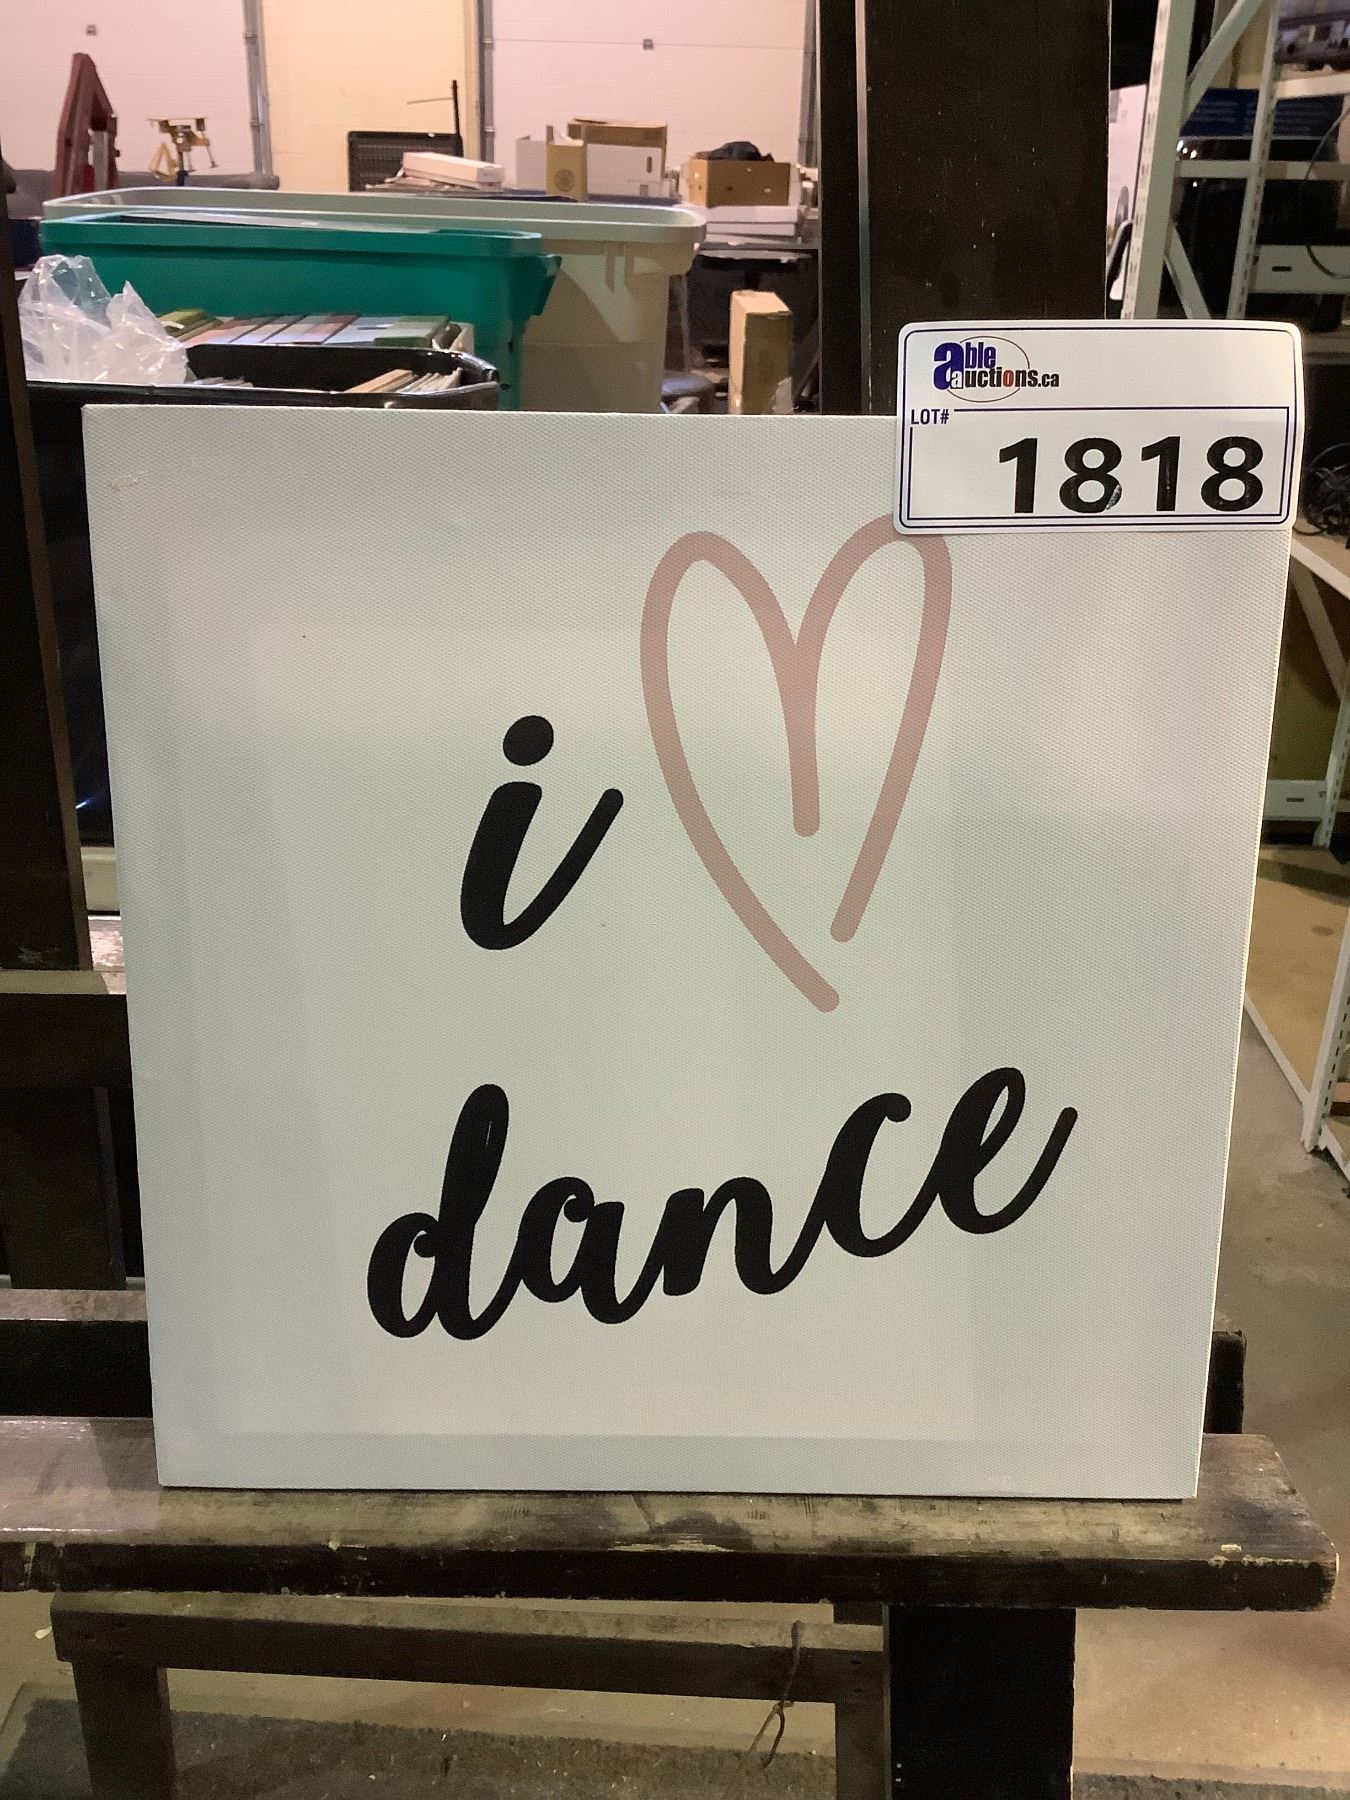 able
auctions.ca
LOT#
1818
i
dance